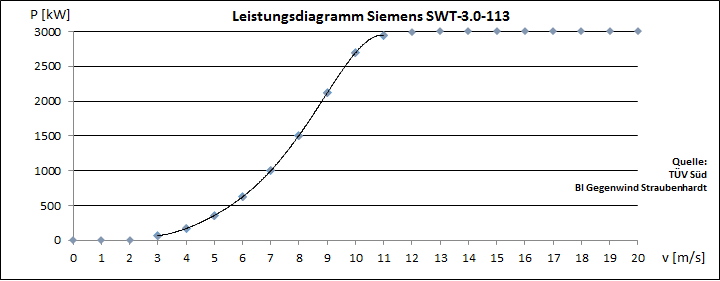 P [kW]
Leistungsdiagramm Siemens SWT-3.0-113
3000
2500
2000
1500
1000
500
0
Quelle:
TÜV Süd
BI Gegenwind Straubenhardt
0 1 2 3 4 5 6 7 8 9 10 11 12 13 14 15 16 17 18 19 20 v [m/s]